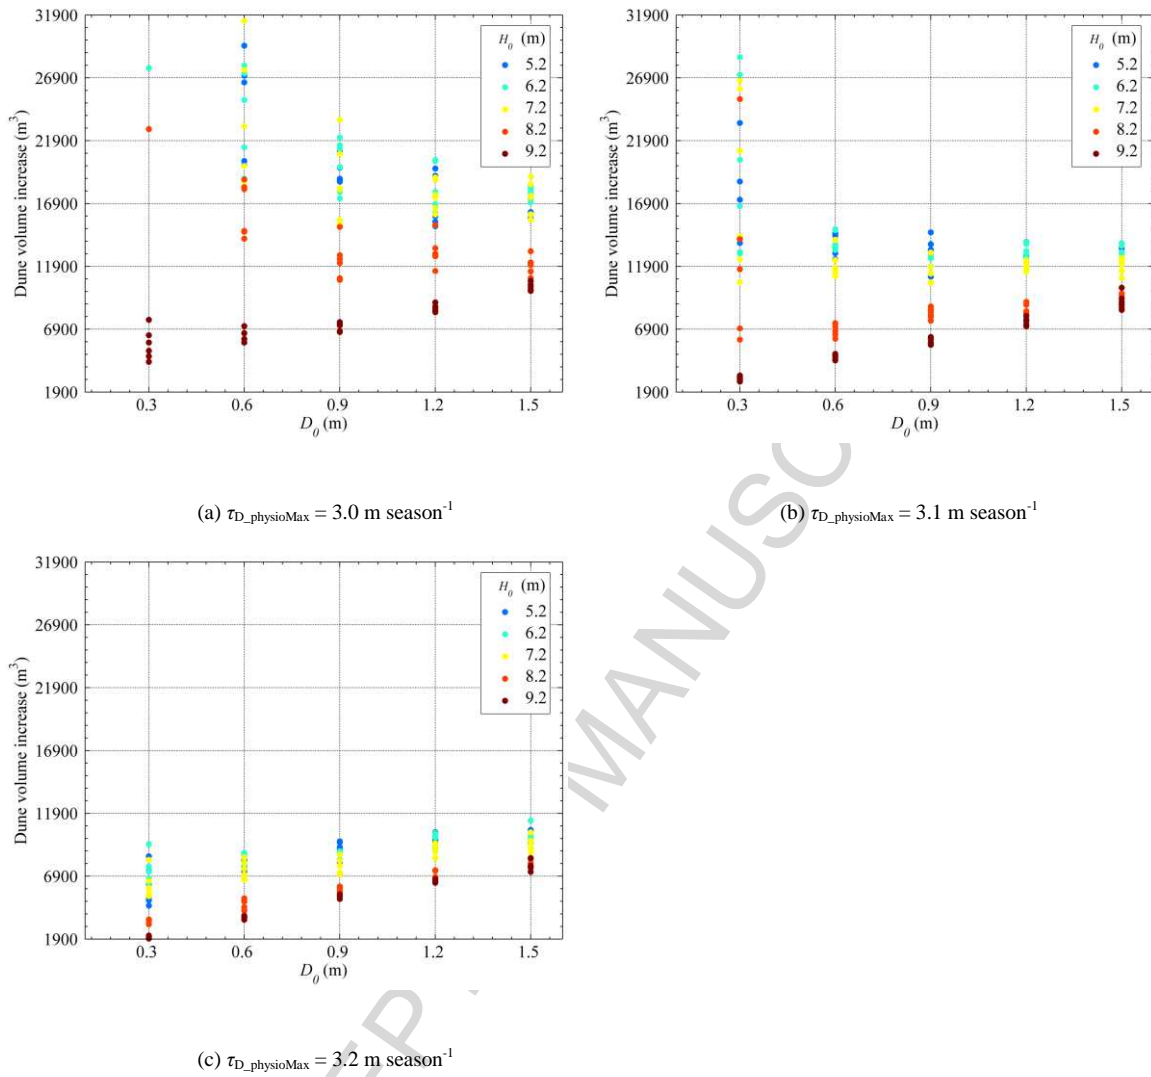 31900
26900
21900
16900
11900
6900
1900
Dune volume increase (m³)
0.3 0.6 0.9 1.2 1.5
D₀ (m)
H₀ (m)
5.2
6.2
7.2
8.2
9.2
(a) τD_physioMax = 3.0 m season⁻¹
31900
26900
21900
16900
11900
6900
1900
Dune volume increase (m³)
0.3 0.6 0.9 1.2 1.5
D₀ (m)
H₀ (m)
5.2
6.2
7.2
8.2
9.2
(b) τD_physioMax = 3.1 m season⁻¹
31900
26900
21900
16900
11900
6900
1900
Dune volume increase (m³)
0.3 0.6 0.9 1.2 1.5
D₀ (m)
H₀ (m)
5.2
6.2
7.2
8.2
9.2
(c) τD_physioMax = 3.2 m season⁻¹